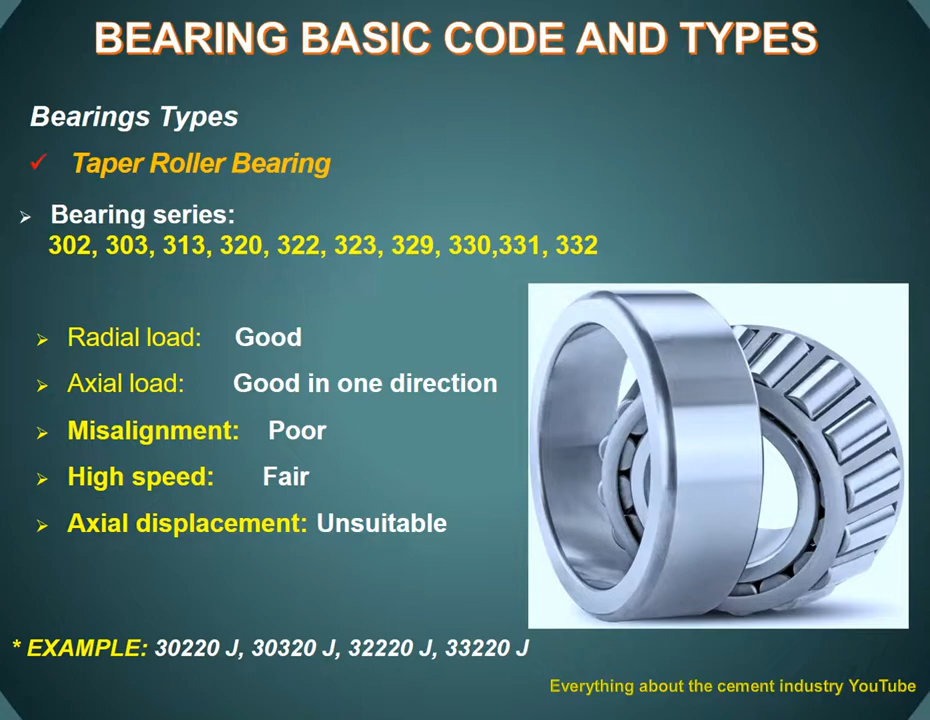 BEARING BASIC CODE AND TYPES
Bearings Types
✓ Taper Roller Bearing
➢ Bearing series:
302, 303, 313, 320, 322, 323, 329, 330,331, 332
➢ Radial load: Good
➢ Axial load: Good in one direction
➢ Misalignment: Poor
➢ High speed: Fair
➢ Axial displacement: Unsuitable
* EXAMPLE: 30220 J, 30320 J, 32220 J, 33220 J
Everything about the cement industry YouTube